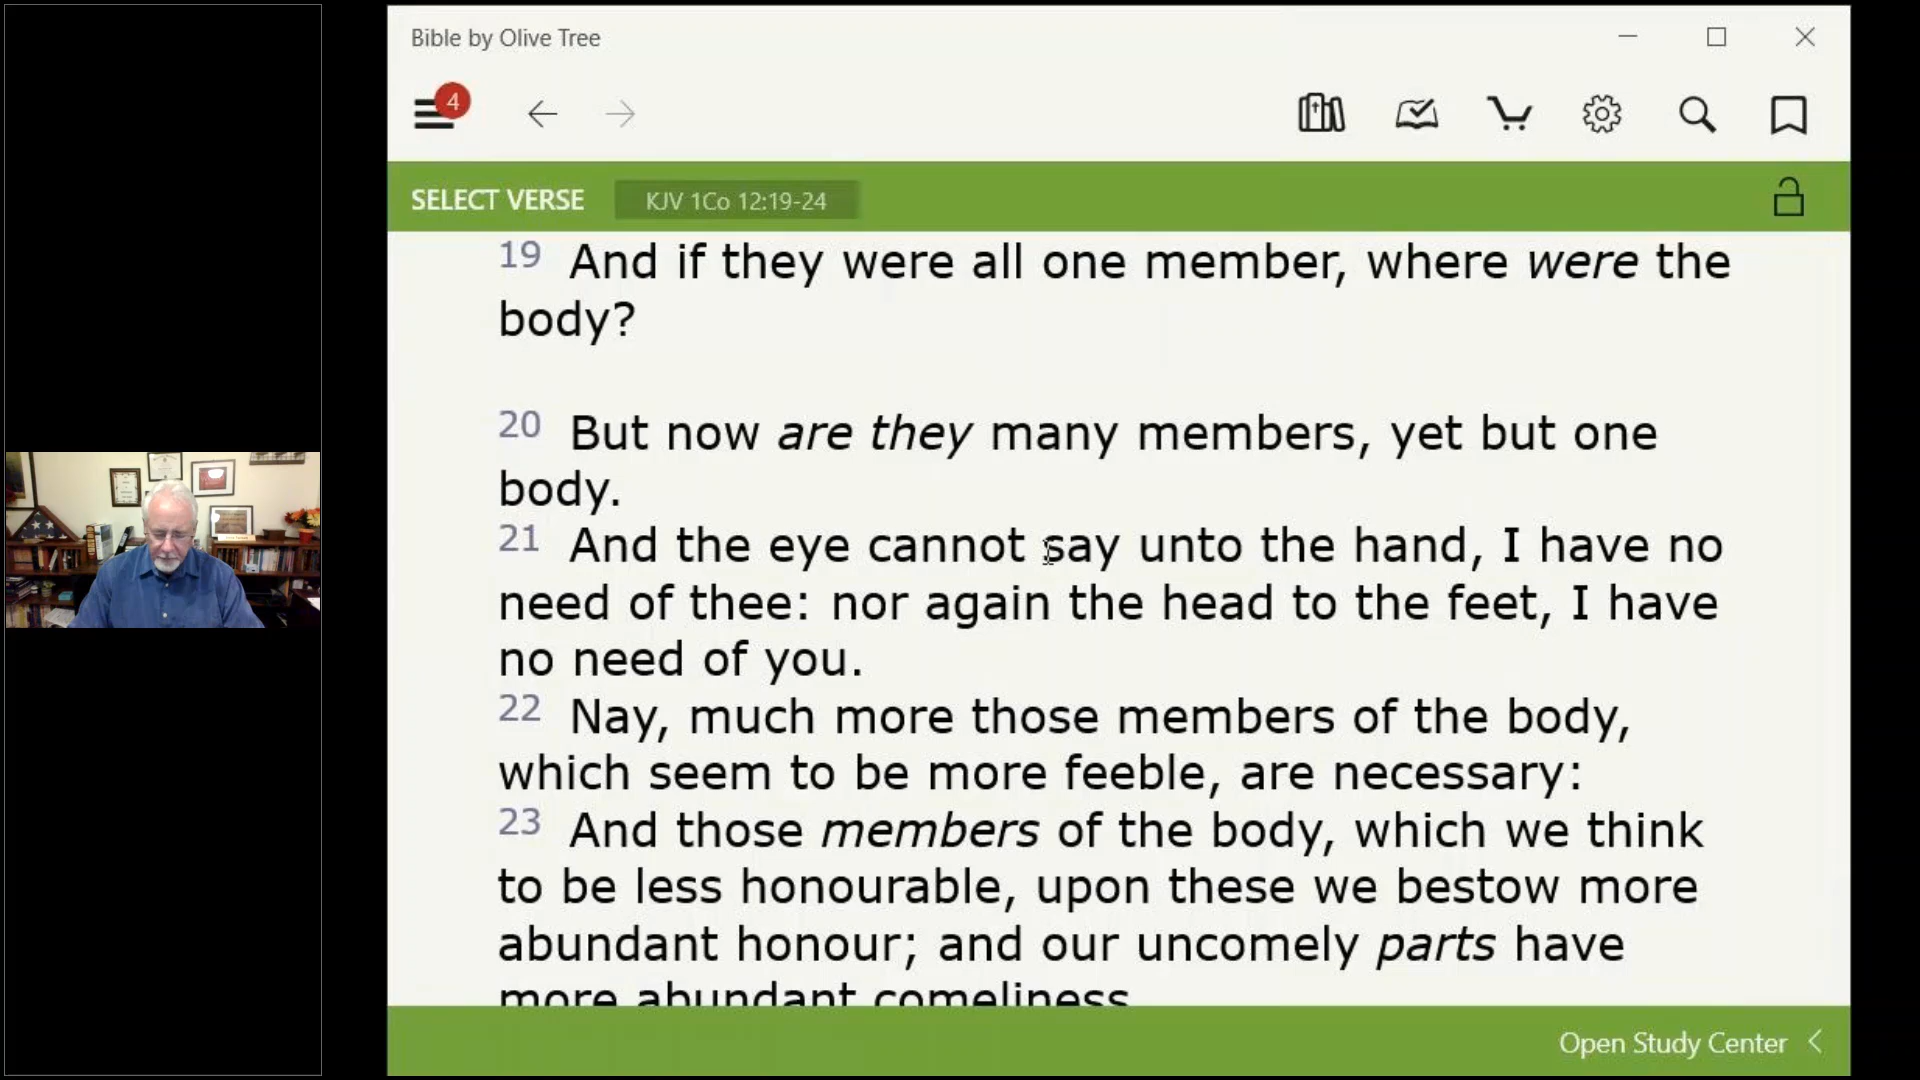 Bible by Olive Tree
4
SELECT VERSE KJV 1Co 12:19-24
19 And if they were all one member, where were the
body?
20 But now are they many members, yet but one
body.
21 And the eye cannot say unto the hand, I have no
need of thee: nor again the head to the feet, I have
no need of you.
22 Nay, much more those members of the body,
which seem to be more feeble, are necessary:
23 And those members of the body, which we think
to be less honourable, upon these we bestow more
abundant honour; and our uncomely parts have
more abundant comeliness
Open Study Center